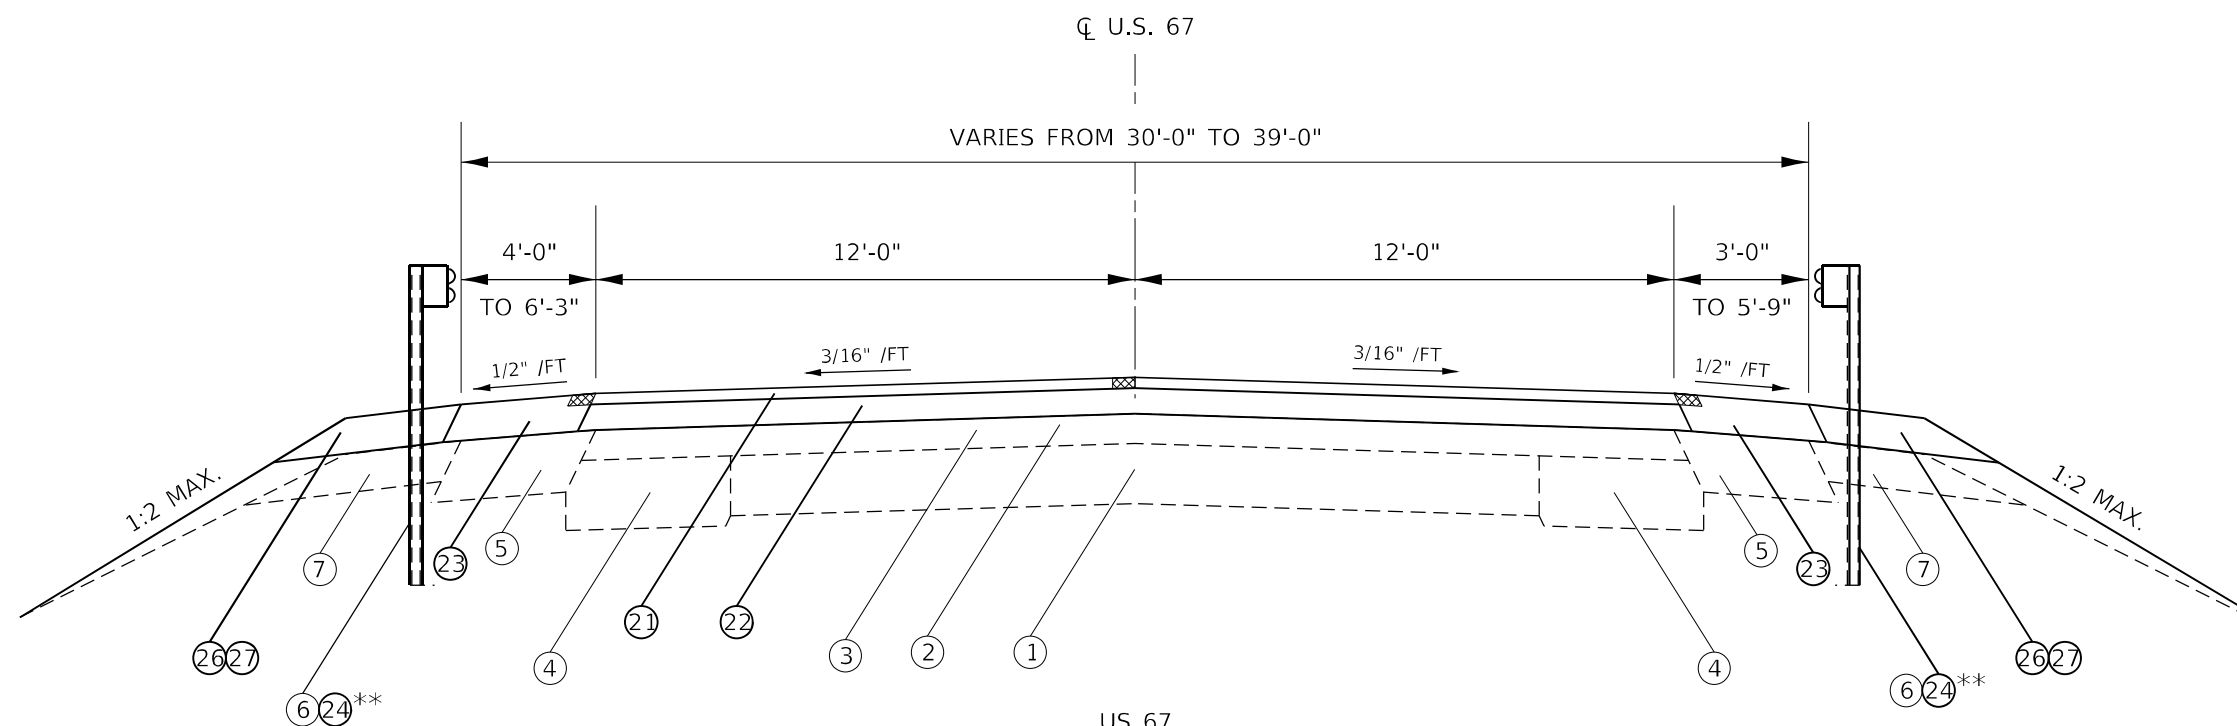 ℄ U.S. 67
VARIES FROM 30'-0" TO 39'-0"
4'-0"
12'-0"
12'-0"
3'-0"
TO 6'-3"
TO 5'-9"
1/2" /FT
3/16" /FT
3/16" /FT
1/2" /FT
1:2 MAX.
1:2 MAX.
7
23
5
5
23
7
21
22
3
2
1
26 27
4
4
26 27
6 24**
6 24**
US 67